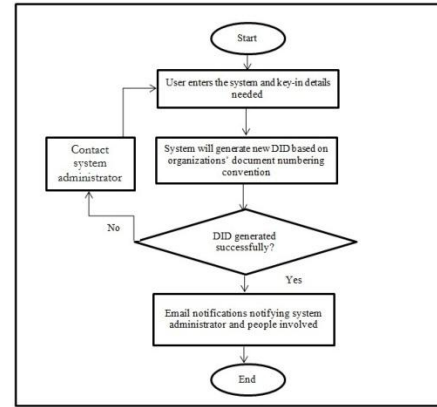 Start
User enters the system and key-in details
needed
Contact
system
administrator
System will generate new DID based on
organizations' document numbering
convention
No
DID generated
successfully?
Yes
Email notifications notifying system
administrator and people involved
End